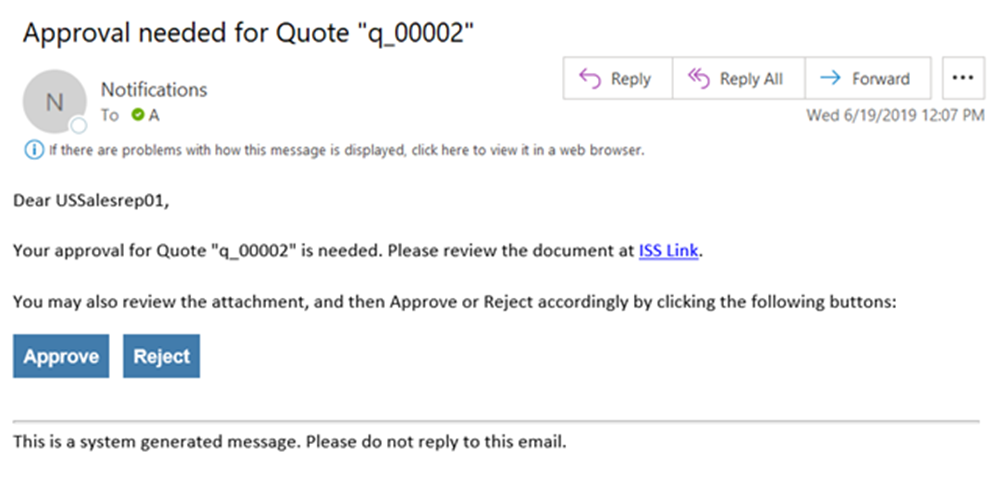 Approval needed for Quote "q_00002"
N
Notifications
To A
Reply
Reply All
Forward
...
Wed 6/19/2019 12:07 PM
If there are problems with how this message is displayed, click here to view it in a web browser.
Dear USSalesrep01,
Your approval for Quote "q_00002" is needed. Please review the document at ISS Link.
You may also review the attachment, and then Approve or Reject accordingly by clicking the following buttons:
Approve Reject
This is a system generated message. Please do not reply to this email.